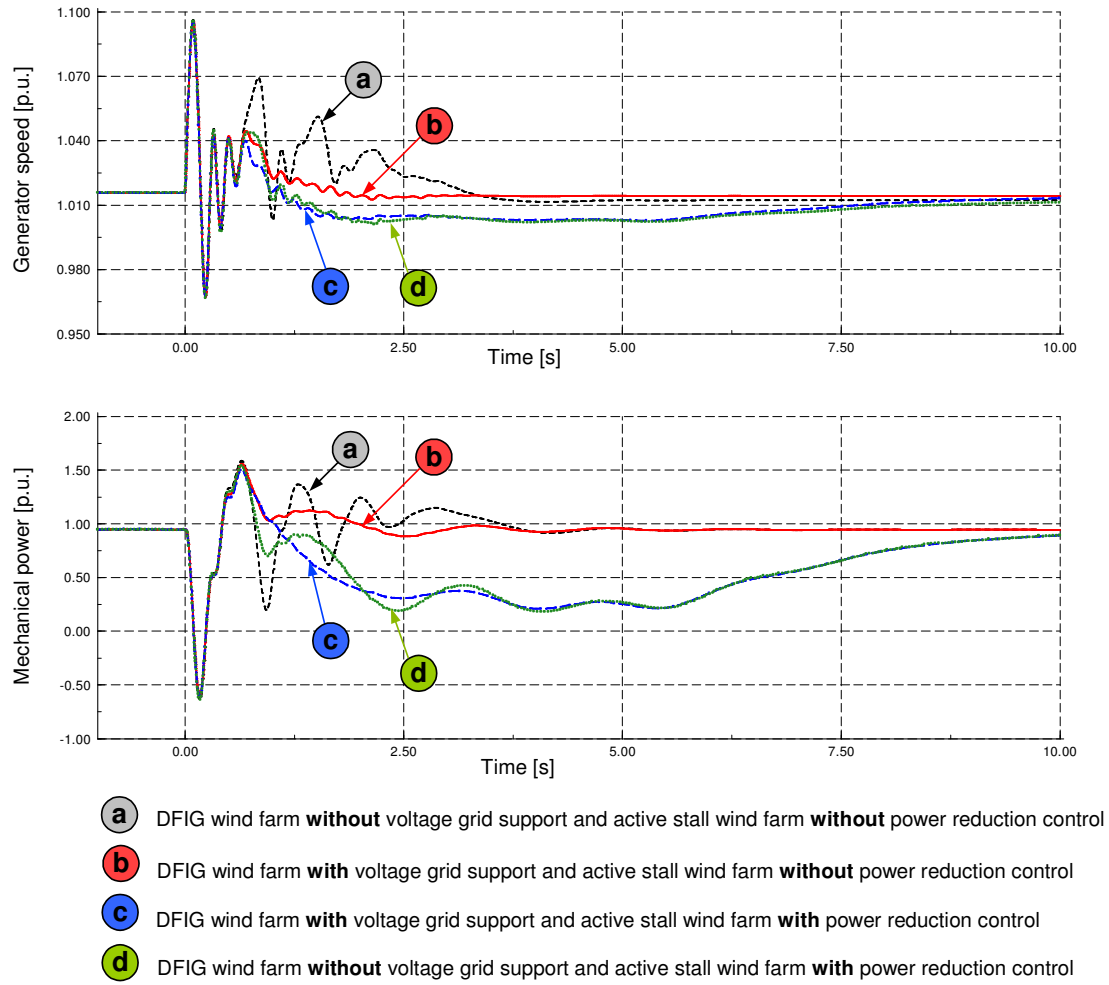 1.100
1.070
1.040
1.010
0.980
0.950
Generator speed [p.u.]
a
b
c
d
0.00
2.50
5.00
7.50
10.00
Time [s]
2.00
1.50
1.00
0.50
0.00
-0.50
-1.00
Mechanical power [p.u.]
a
b
c
d
0.00
2.50
5.00
7.50
10.00
Time [s]
a DFIG wind farm without voltage grid support and active stall wind farm without power reduction control
b DFIG wind farm with voltage grid support and active stall wind farm without power reduction control
c DFIG wind farm with voltage grid support and active stall wind farm with power reduction control
d DFIG wind farm without voltage grid support and active stall wind farm with power reduction control